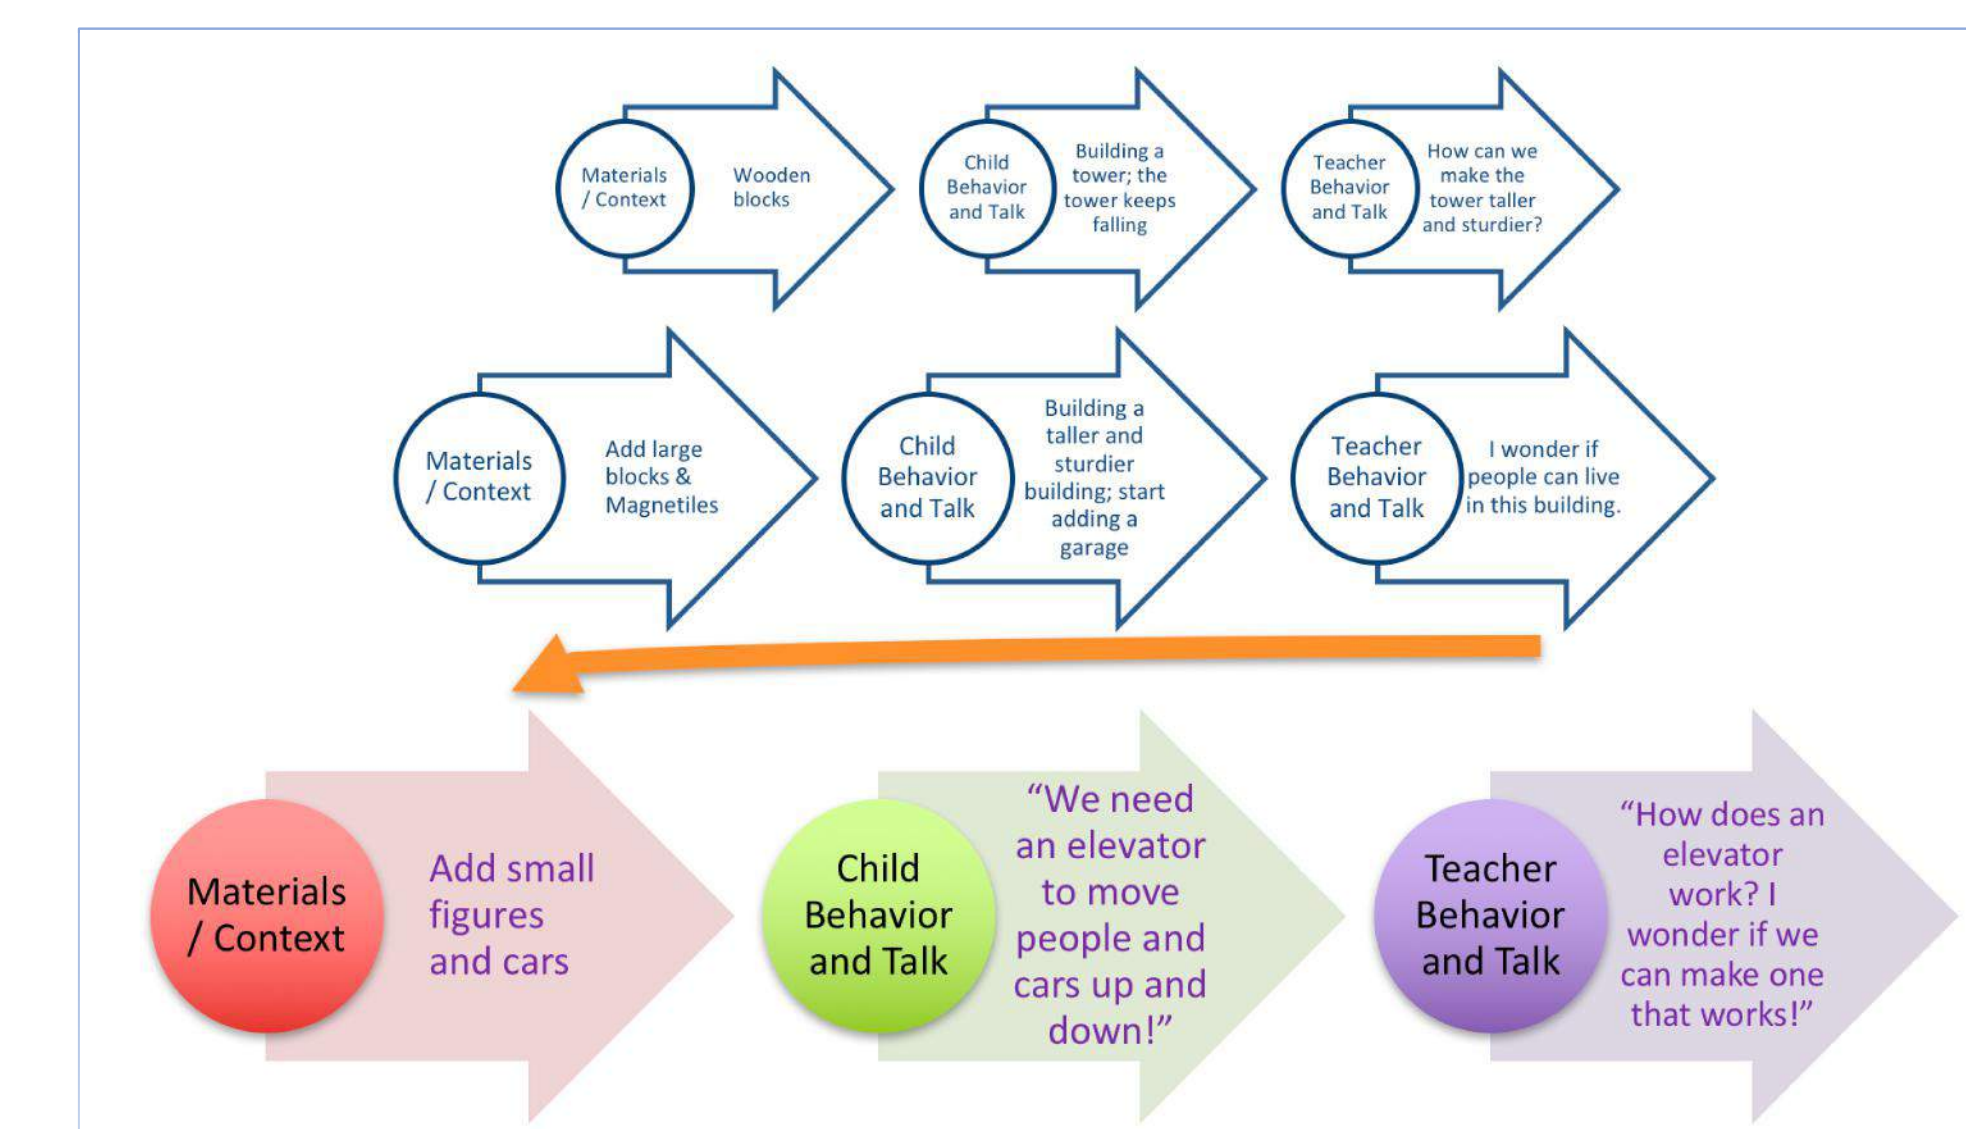 Materials
/ Context
Wooden
blocks
Child
Behavior
and Talk
Building a
tower; the
tower keeps
falling
Teacher
Behavior
and Talk
How can we
make the
tower taller
and sturdier?
Materials
/ Context
Add large
blocks &
Magnetiles
Child
Behavior
and Talk
Building a
taller and
sturdier
building; start
adding a
garage
Teacher
Behavior
and Talk
I wonder if
people can live
in this building.
Materials
/ Context
Add small
figures
and cars
Child
Behavior
and Talk
“We need
an elevator
to move
people and
cars up and
down!”
Teacher
Behavior
and Talk
“How does an
elevator
work? I
wonder if we
can make one
that works!”